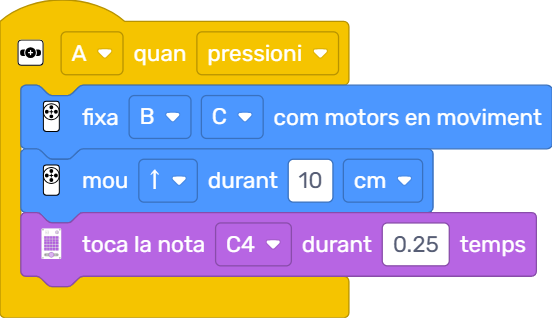 A quan pressioni
fixa B C com motors en moviment
mou ↑ durant 10 cm
toca la nota C4 durant 0.25 temps